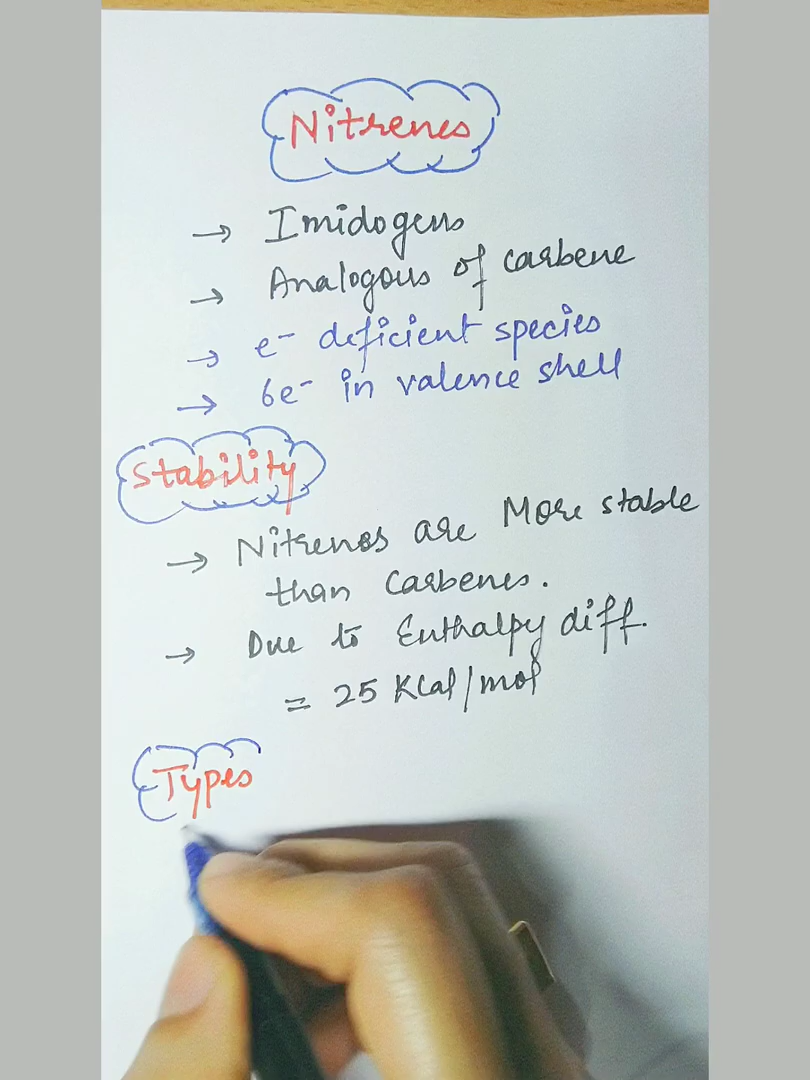 Nitrenes
→ Imidogens
→ Analogous of carbene
→ e⁻ deficient species
→ 6e⁻ in valence shell
Stability
→ Nitrenes are More stable
than Carbenes.
→ Due to Enthalpy diff.
= 25 Kcal/mol
Types